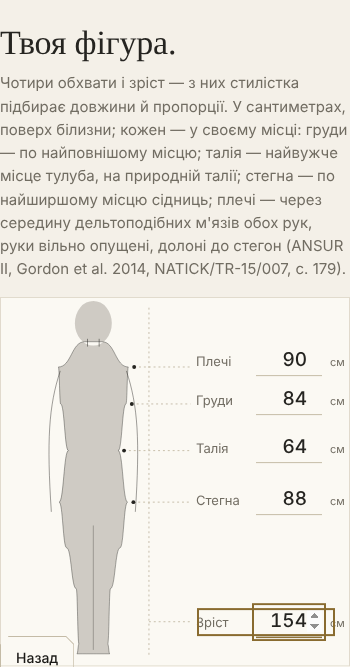 Твоя фігура.
Чотири обхвати і зріст — з них стилістка
підбирає довжини й пропорції. У сантиметрах,
поверх білизни; кожен — у своєму місці: груди
— по найповнішому місцю; талія — найвужче
місце тулуба, на природній талії; стегна — по
найширшому місцю сідниць; плечі — через
середину дельтоподібних м'язів обох рук,
руки вільно опущені, долоні до стегон (ANSUR
II, Gordon et al. 2014, NATICK/TR-15/007, с. 179).
Плечі 90 см
Груди 84 см
Талія 64 см
Стегна 88 см
Зріст 154 см
Назад